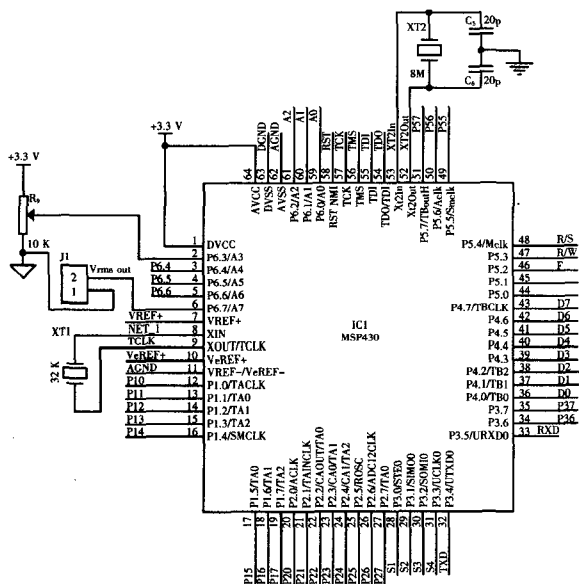 XT2
C₅
20p
8M
C₆
20p
+3.3 V
+3.3 V
R₉
10 K
J1
2
1
Vrms out
DGND
AGND
A2
A1
A0
RST
TCK
TMS
TDI
TDO
XT2In
XT2Out
P57
P56
P55
64 63 62 61 60 59 58 57 56 55 54 53 52 51 50 49
AVCC
DVSS
AVSS
P6.2/A2
P6.1/A1
P6.0/A0
RST NMI
TCK
TMS
TDI
TDO/TDI
Xt2In
Xt2Out
P5.7/TBoutH
P5.6/Aclk
P5.5/Smclk
1 DVCC
2 P6.3/A3
P6.4 3 P6.4/A4
P6.5 4 P6.5/A5
P6.6 5 P6.6/A6
6 P6.7/A7
VREF+ 7 VREF+
NET_1 8 XIN
TCLK 9 XOUT/TCLK
VeREF+ 10 VeREF+
AGND 11 VREF-/VeREF-
P10 12 P1.0/TACLK
P11 13 P1.1/TA0
P12 14 P1.2/TA1
P13 15 P1.3/TA2
P14 16 P1.4/SMCLK
XT1
32 K
IC1
MSP430
P5.4/Mclk 48 R/S
P5.3 47 R/W
P5.2 46 E
P5.1 45
P5.0 44
P4.7/TBCLK 43 D7
P4.6 42 D6
P4.5 41 D5
P4.4 40 D4
P4.3 39 D3
P4.2/TB2 38 D2
P4.1/TB1 37 D1
P4.0/TB0 36 D0
P3.7 35 P37
P3.6 34 P36
P3.5/URXD0 33 RXD
P1.5/TA0
P1.6/TA1
P1.7/TA2
P2.0/ACLK
P2.1/TAINCLK
P2.2/CAOUT/TA0
P2.3/CA0/TA1
P2.4/CA1/TA2
P2.5/ROSC
P2.6/ADC12CLK
P2.7/TA0
P3.0/STE0
P3.1/SIMO0
P3.2/SOMI0
P3.3/UCLK0
P3.4/UTXD0
17 18 19 20 21 22 23 24 25 26 27 28 29 30 31 32
P15
P16
P17
P20
P21
P22
P23
P24
P25
P26
P27
S1
S2
S3
S4
TXD